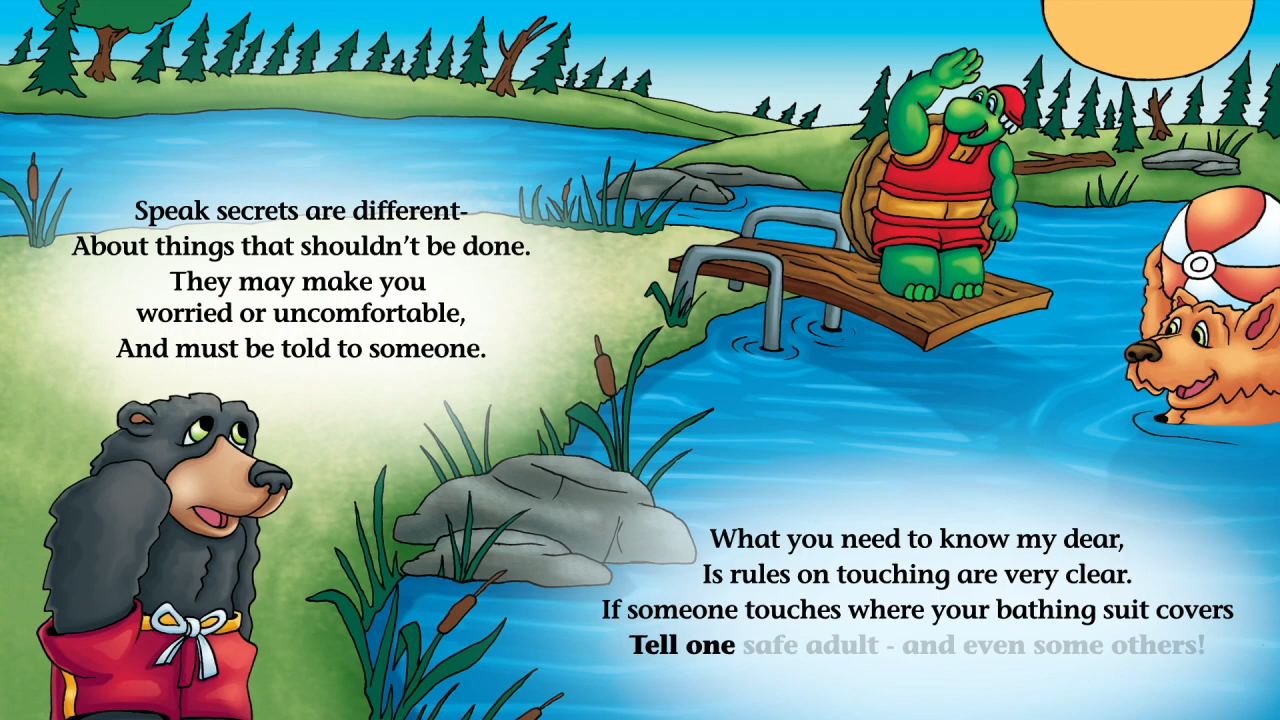 Speak secrets are different-
About things that shouldn't be done.
They may make you
worried or uncomfortable,
And must be told to someone.
What you need to know my dear,
Is rules on touching are very clear.
If someone touches where your bathing suit covers
Tell one safe adult - and even some others!